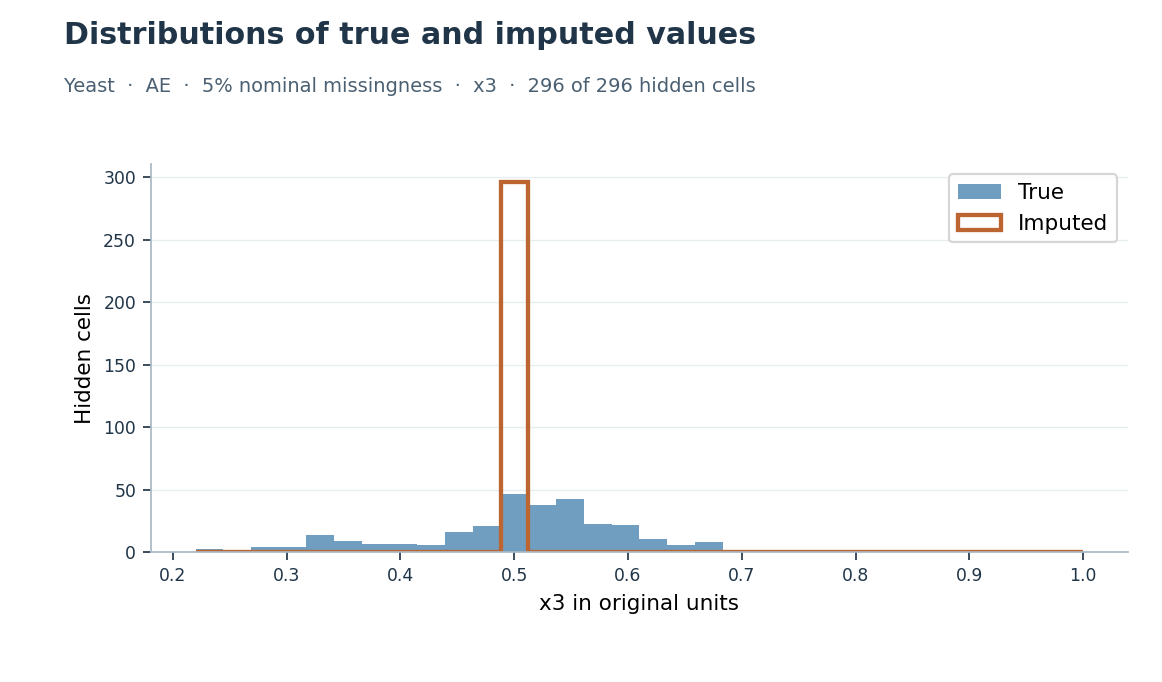 Distributions of true and imputed values
Yeast · AE · 5% nominal missingness · x3 · 296 of 296 hidden cells
300
250
200
150
100
50
0
Hidden cells
True
Imputed
0.2 0.3 0.4 0.5 0.6 0.7 0.8 0.9 1.0
x3 in original units